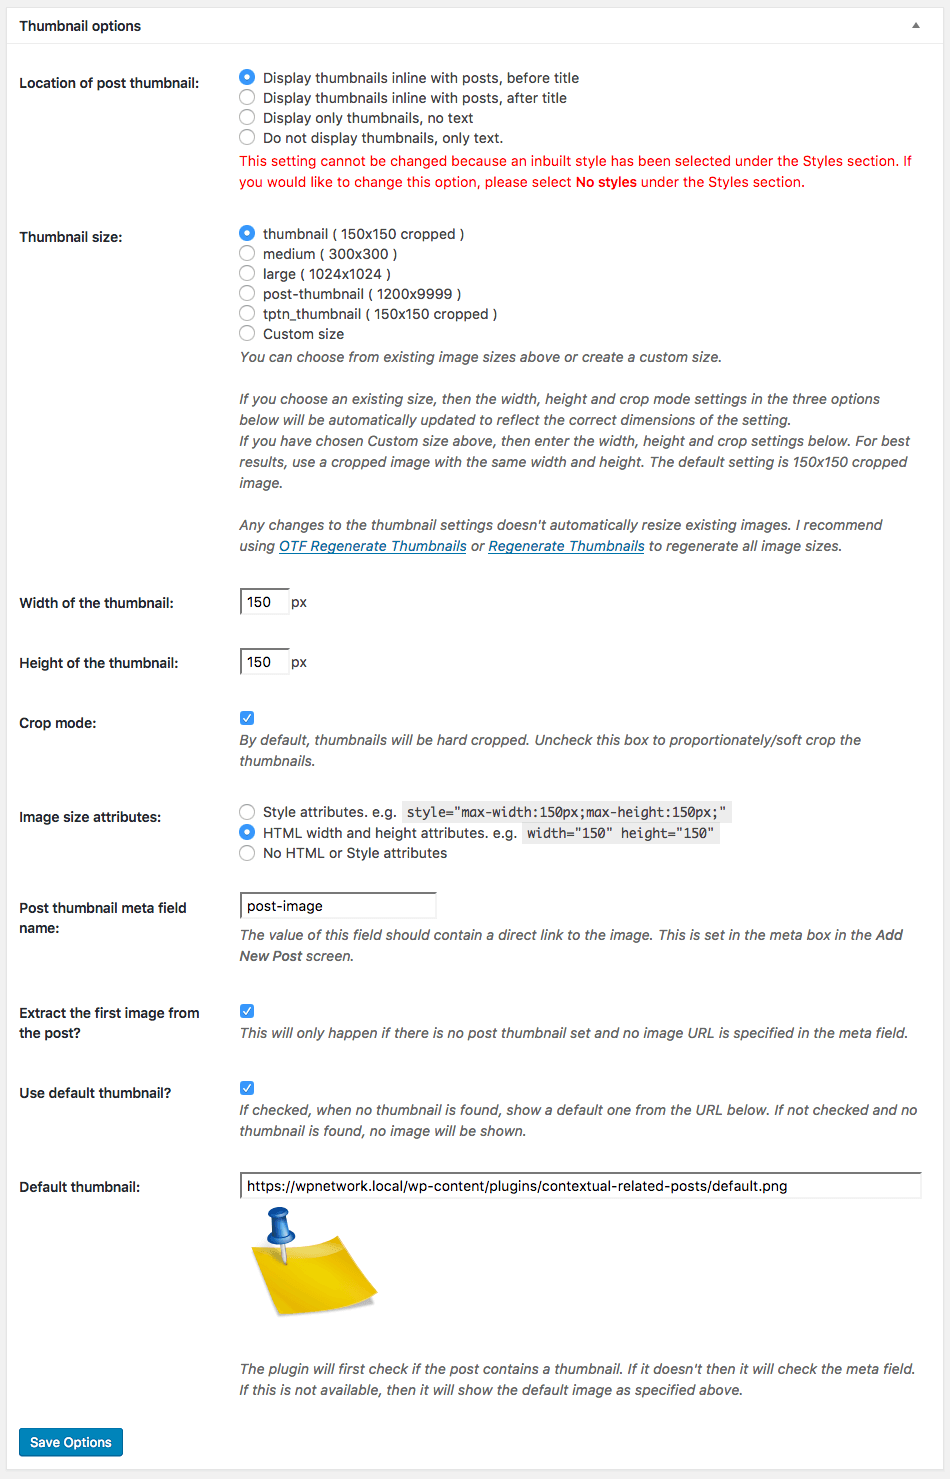 Thumbnail options
Location of post thumbnail:
Display thumbnails inline with posts, before title
Display thumbnails inline with posts, after title
Display only thumbnails, no text
Do not display thumbnails, only text.
This setting cannot be changed because an inbuilt style has been selected under the Styles section. If
you would like to change this option, please select No styles under the Styles section.
Thumbnail size:
thumbnail ( 150x150 cropped )
medium ( 300x300 )
large ( 1024x1024 )
post-thumbnail ( 1200x9999 )
tptn_thumbnail ( 150x150 cropped )
Custom size
You can choose from existing image sizes above or create a custom size.
If you choose an existing size, then the width, height and crop mode settings in the three options
below will be automatically updated to reflect the correct dimensions of the setting.
If you have chosen Custom size above, then enter the width, height and crop settings below. For best
results, use a cropped image with the same width and height. The default setting is 150x150 cropped
image.
Any changes to the thumbnail settings doesn't automatically resize existing images. I recommend
using OTF Regenerate Thumbnails or Regenerate Thumbnails to regenerate all image sizes.
Width of the thumbnail:
150 px
Height of the thumbnail:
150 px
Crop mode:
By default, thumbnails will be hard cropped. Uncheck this box to proportionately/soft crop the
thumbnails.
Image size attributes:
Style attributes. e.g. style="max-width:150px;max-height:150px;"
HTML width and height attributes. e.g. width="150" height="150"
No HTML or Style attributes
Post thumbnail meta field
name:
post-image
The value of this field should contain a direct link to the image. This is set in the meta box in the Add
New Post screen.
Extract the first image from
the post?
This will only happen if there is no post thumbnail set and no image URL is specified in the meta field.
Use default thumbnail?
If checked, when no thumbnail is found, show a default one from the URL below. If not checked and no
thumbnail is found, no image will be shown.
Default thumbnail:
https://wpnetwork.local/wp-content/plugins/contextual-related-posts/default.png
The plugin will first check if the post contains a thumbnail. If it doesn't then it will check the meta field.
If this is not available, then it will show the default image as specified above.
Save Options